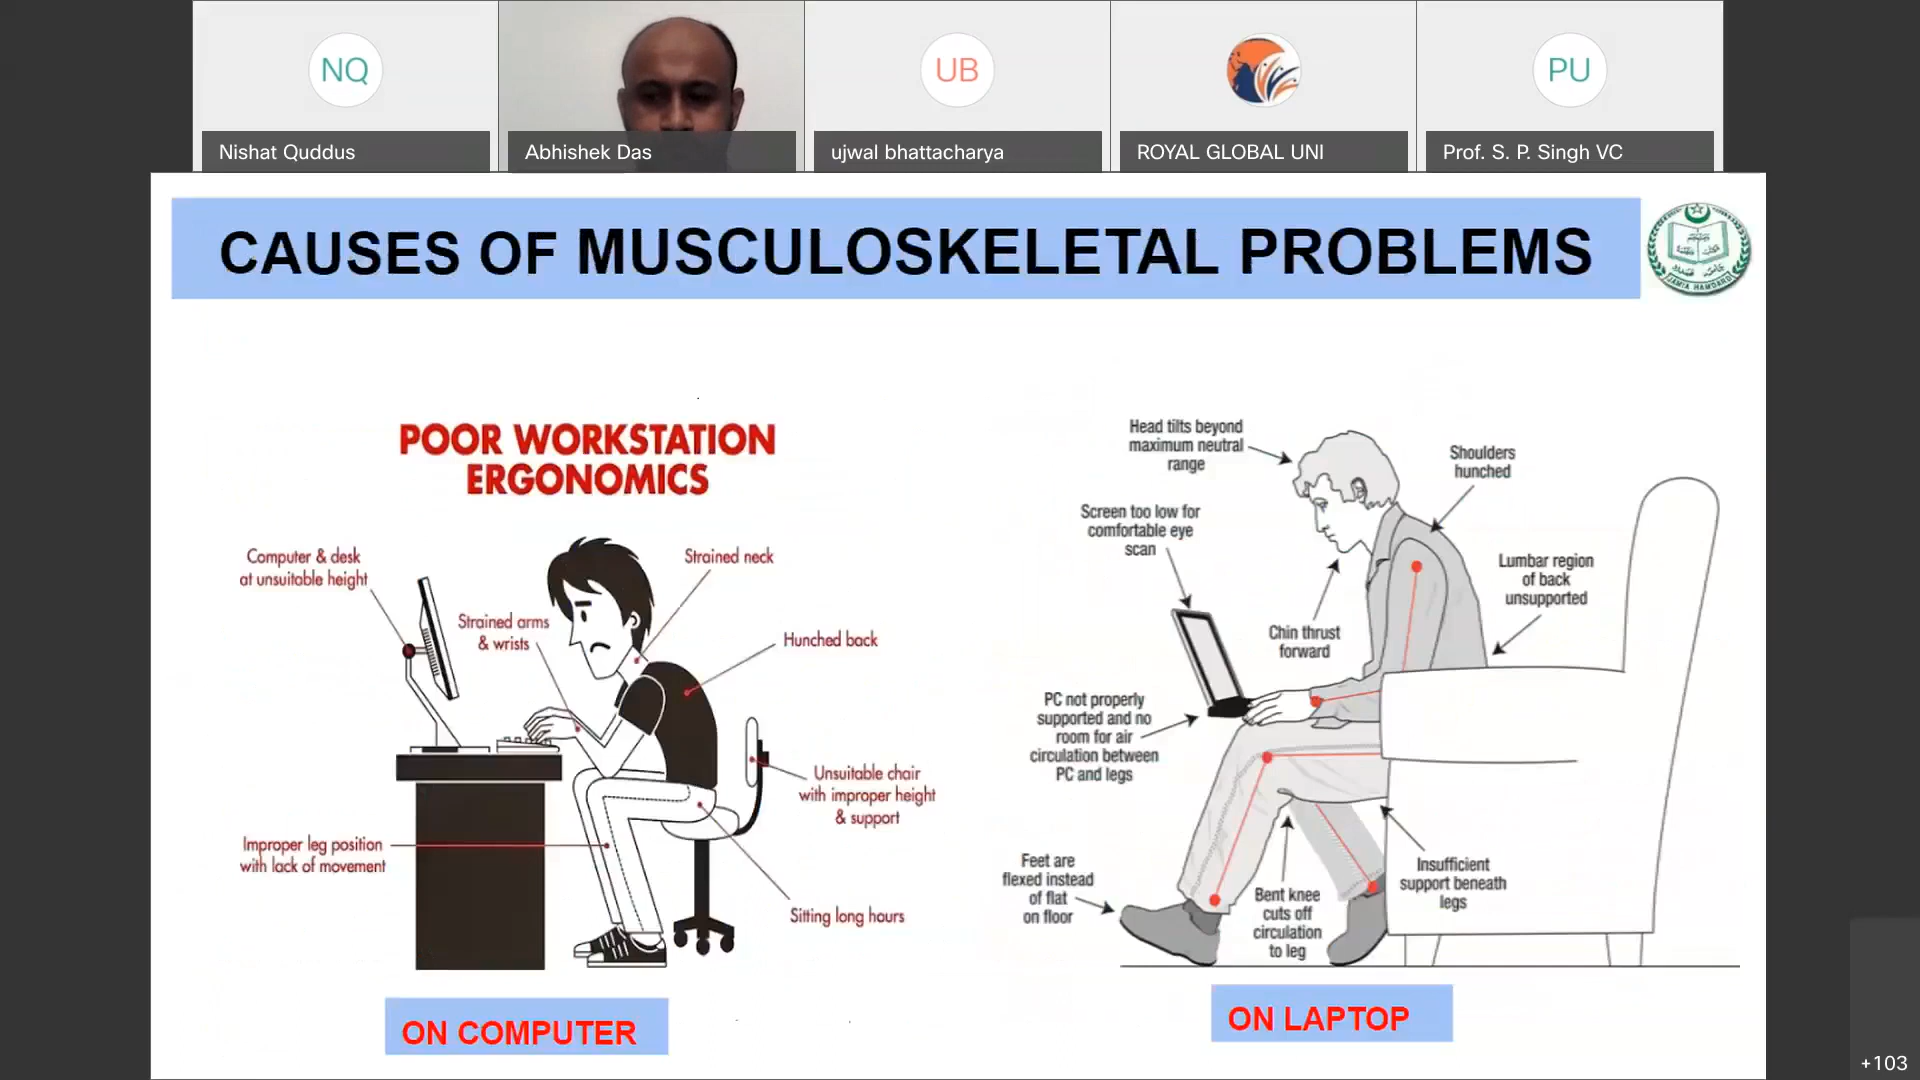 NQ
UB
PU
Nishat Quddus
Abhishek Das
ujwal bhattacharya
ROYAL GLOBAL UNI
Prof. S. P. Singh VC
CAUSES OF MUSCULOSKELETAL PROBLEMS
JAMIA HAMDARD
POOR WORKSTATION
ERGONOMICS
Computer & desk
at unsuitable height
Strained arms
& wrists
Strained neck
Hunched back
Unsuitable chair
with improper height
& support
Improper leg position
with lack of movement
Sitting long hours
ON COMPUTER
Head tilts beyond
maximum neutral
range
Shoulders
hunched
Screen too low for
comfortable eye
scan
Lumbar region
of back
unsupported
Chin thrust
forward
PC not properly
supported and no
room for air
circulation between
PC and legs
Feet are
flexed instead
of flat
on floor
Bent knee
cuts off
circulation
to leg
Insufficient
support beneath
legs
ON LAPTOP
+103